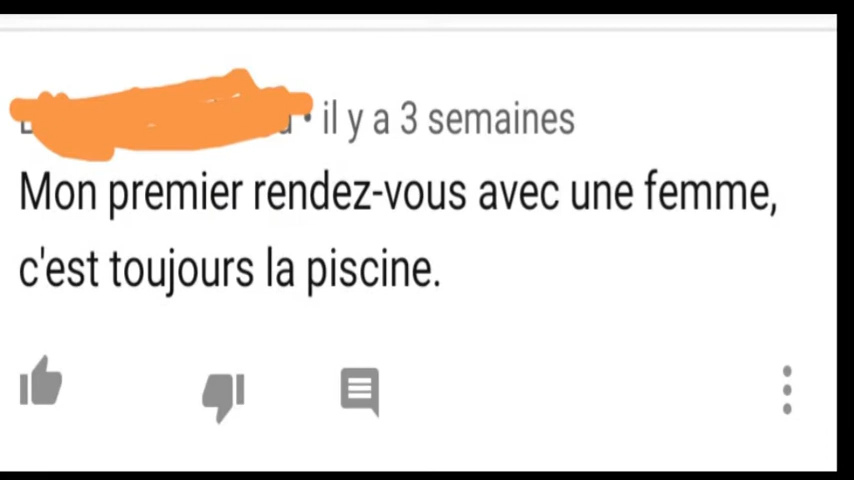 • il y a 3 semaines
Mon premier rendez-vous avec une femme,
c'est toujours la piscine.